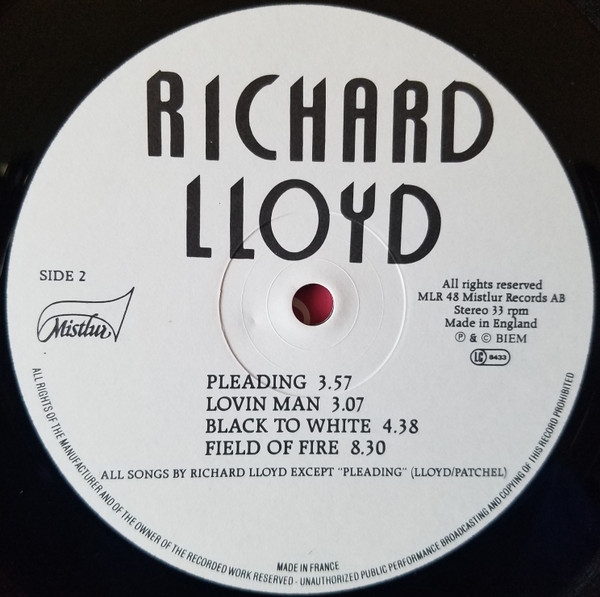 RICHARD
LLOYD
SIDE 2
Mistlur
All rights reserved
MLR 48 Mistlur Records AB
Stereo 33 rpm
Made in England
Ⓟ & © BIEM
LC 8433
PLEADING 3.57
LOVIN MAN 3.07
BLACK TO WHITE 4.38
FIELD OF FIRE 8.30
ALL SONGS BY RICHARD LLOYD EXCEPT "PLEADING" (LLOYD/PATCHEL)
MADE IN FRANCE
ALL RIGHTS OF THE MANUFACTURER AND OF THE OWNER OF THE RECORDED WORK RESERVED - UNAUTHORIZED PUBLIC PERFORMANCE BROADCASTING AND COPYING OF THIS RECORD PROHIBITED